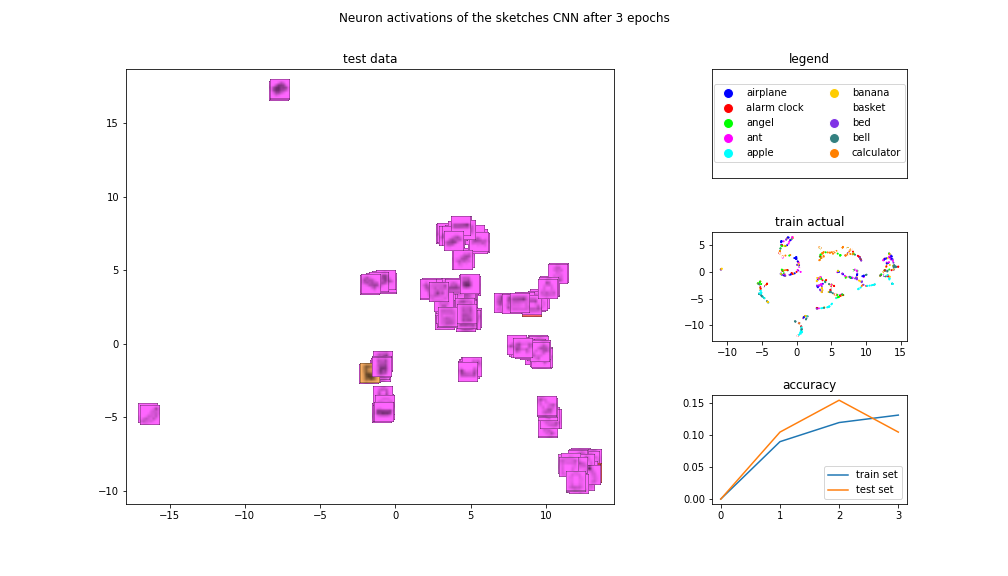 Neuron activations of the sketches CNN after 3 epochs
test data
15
10
5
0
−5
−10
−15
−10
−5
0
5
10
legend
airplane
alarm clock
angel
ant
apple
banana
basket
bed
bell
calculator
train actual
5
0
−5
−10
−10
−5
0
5
10
15
accuracy
0.15
0.10
0.05
0.00
train set
test set
0
1
2
3